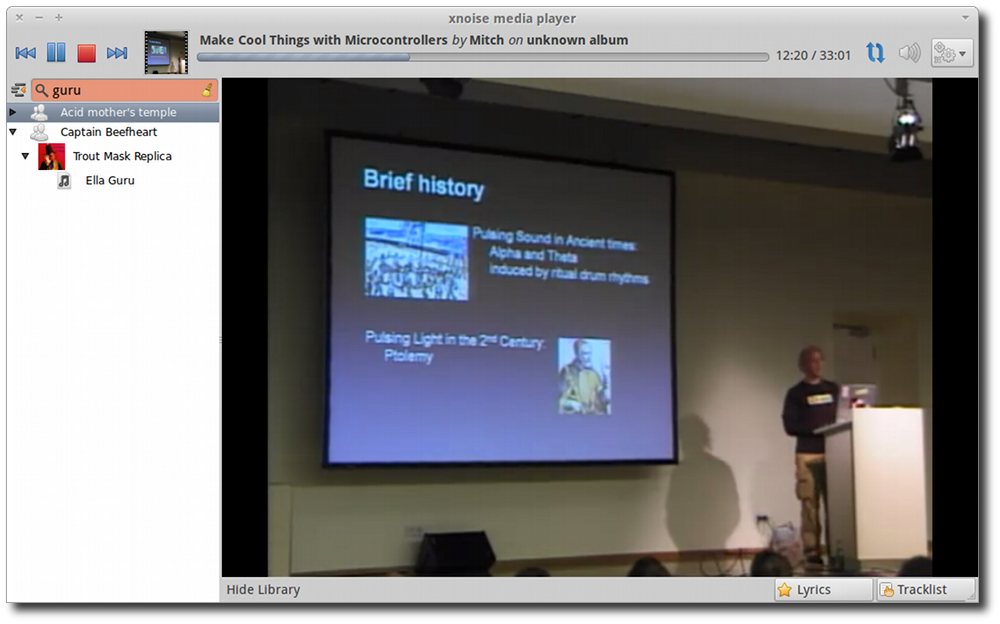 xnoise media player
Make Cool Things with Microcontrollers by Mitch on unknown album
12:20 / 33:01
guru
Acid mother's temple
Captain Beefheart
Trout Mask Replica
Ella Guru
Brief history
Pulsing Sound in Ancient times:
Alpha and Theta
induced by ritual drum rhythms
Pulsing Light in the 2nd Century:
Ptolemy
Hide Library
Lyrics
Tracklist